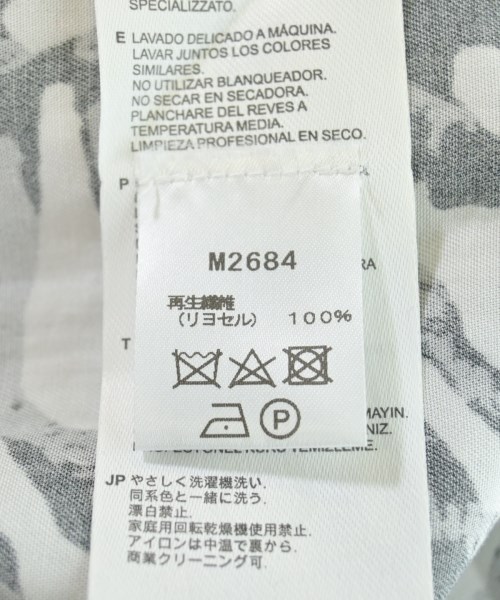 SPECIALIZZATO.
E LAVADO DELICADO A MÁQUINA.
LAVAR JUNTOS LOS COLORES
SIMILARES.
NO UTILIZAR BLANQUEADOR.
NO SECAR EN SECADORA.
PLANCHAR DEL REVES A
TEMPERATURA MEDIA.
LIMPIEZA PROFESIONAL EN SECO.
P
M2684
RA
再生繊維
(リヨセル) 100%
T
P
MAYIN.
NIZ.
JP やさしく洗濯機洗い.
同系色と一緒に洗う.
漂白禁止.
家庭用回転乾燥機使用禁止.
アイロンは中温で裏から.
商業クリーニング可.